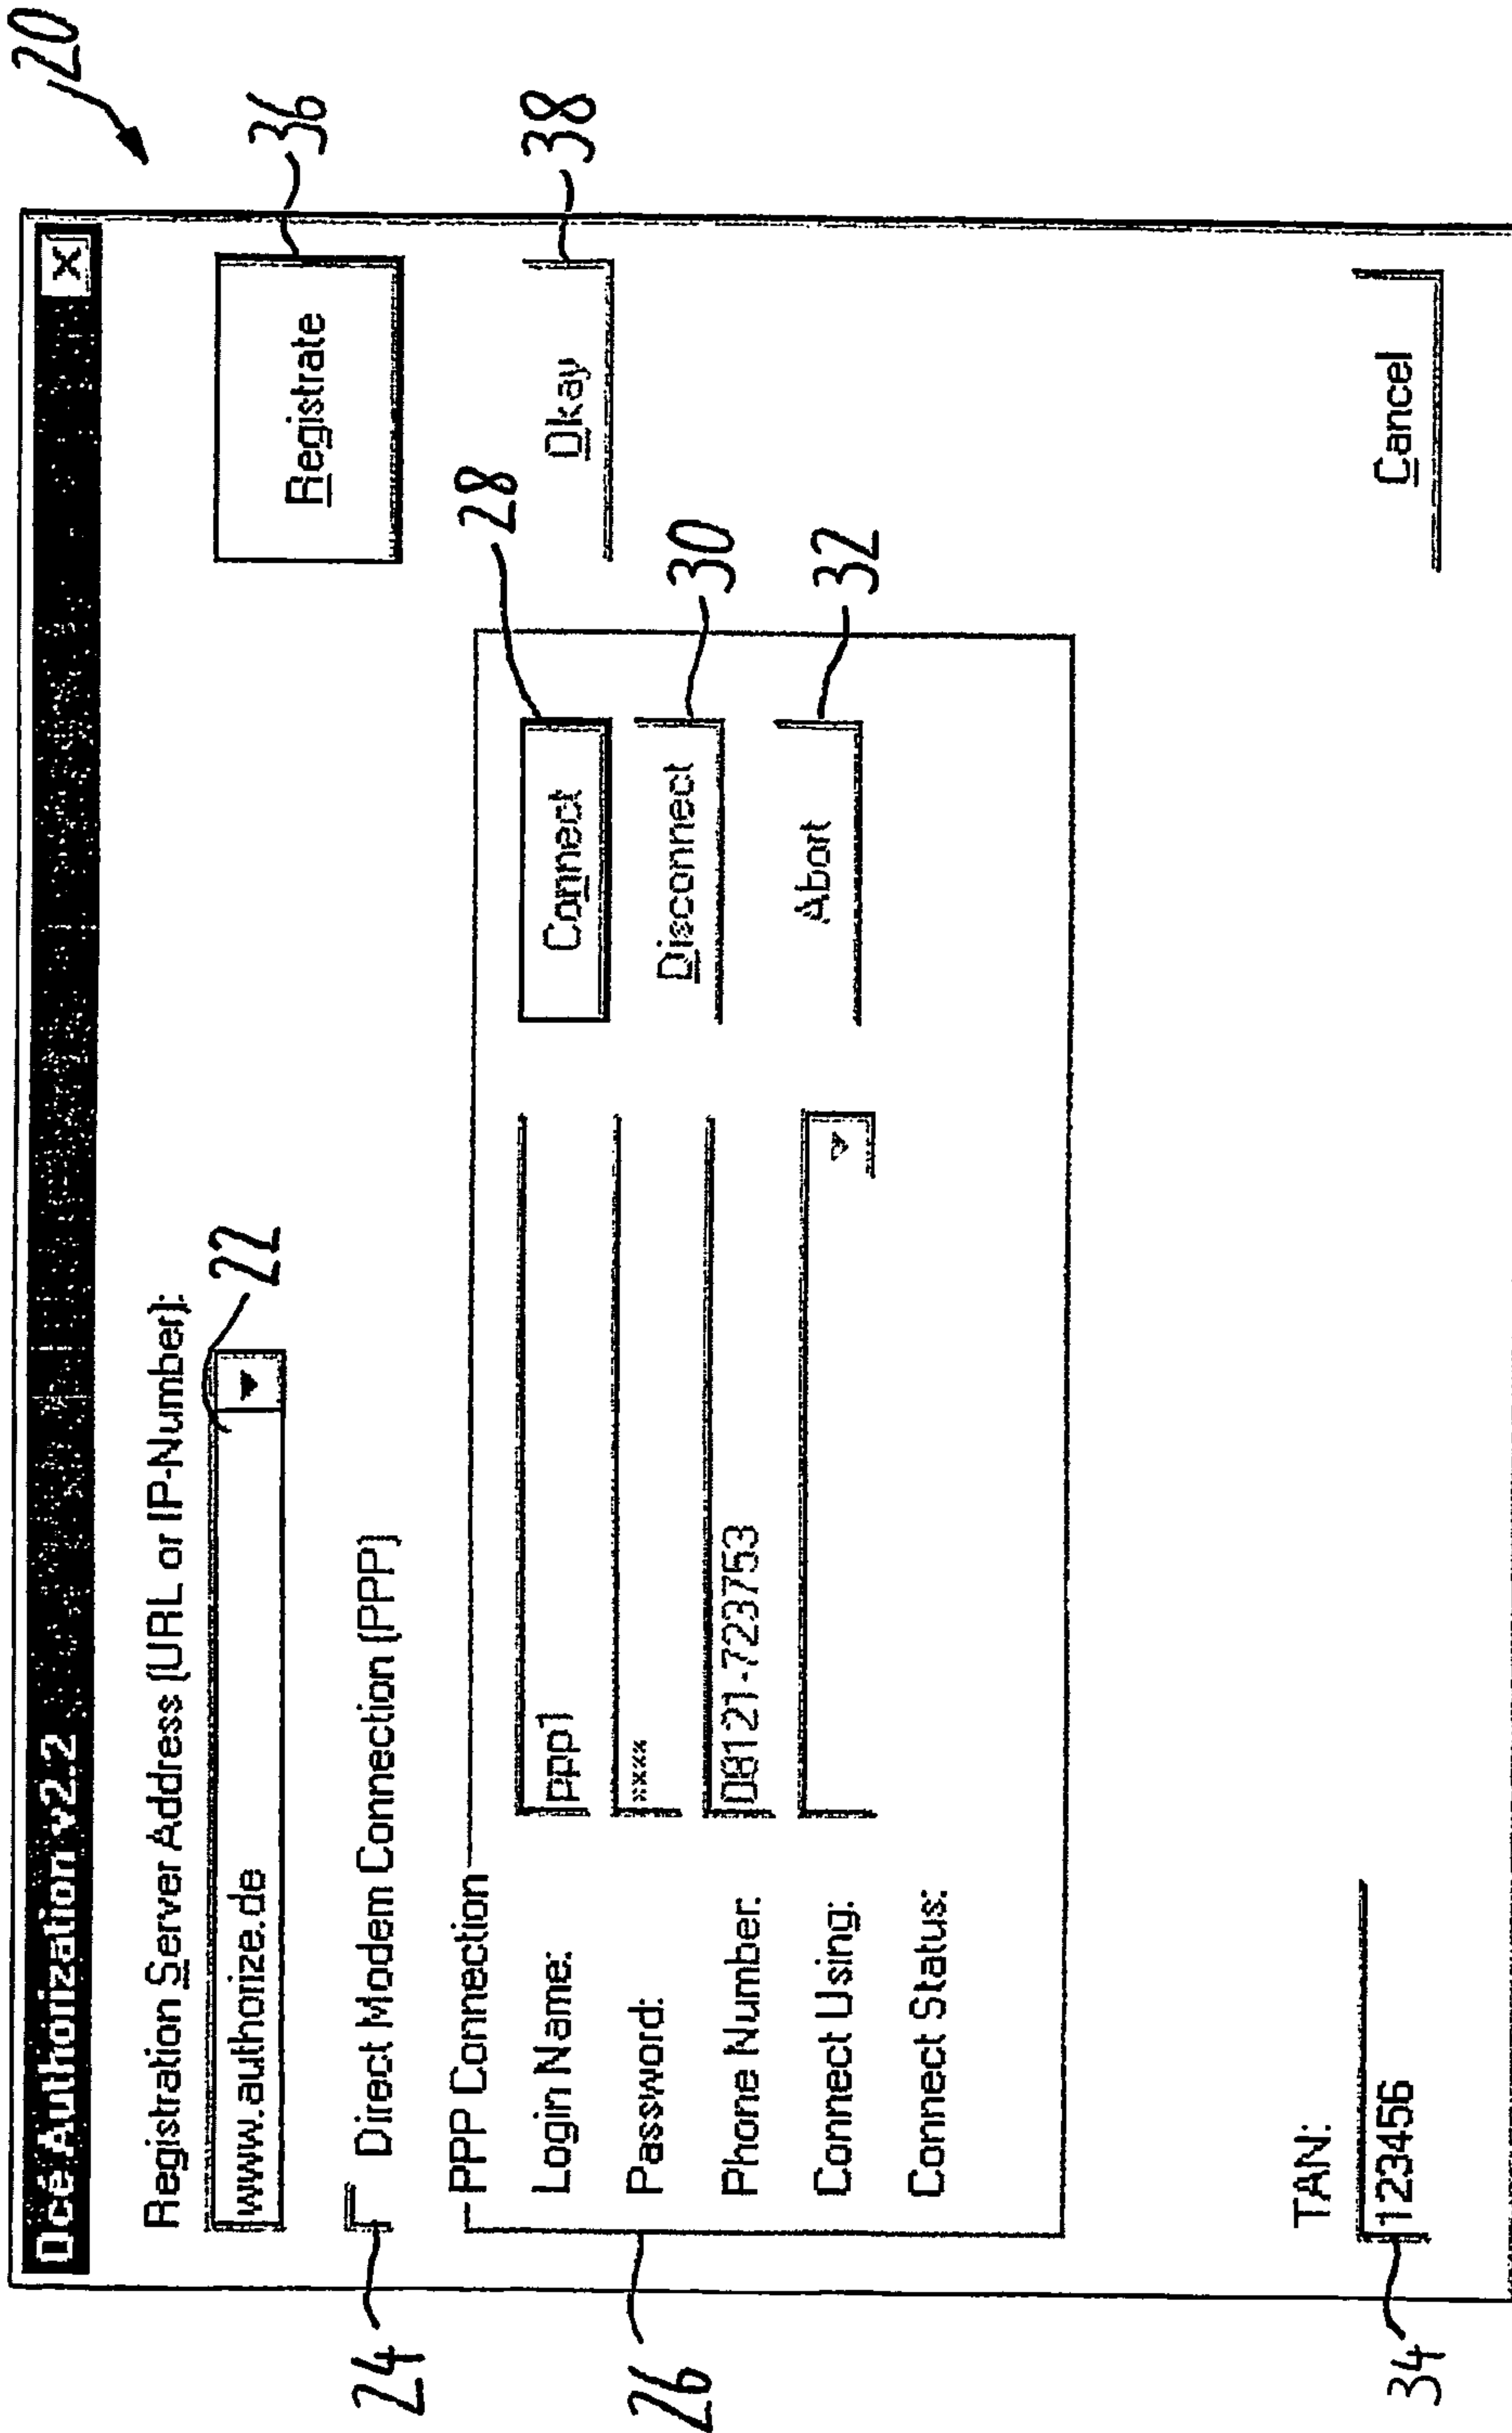 20
Oce Authorization v2.2
X
Registration Server Address (URL or IP-Number):
22
www.authorize.de
Registrate
36
24
Direct Modem Connection (PPP)
PPP Connection
26
Login Name:
ppp1
Connect
28
Okay
38
Password:
****
Disconnect
30
Phone Number:
08121-723753
Connect Using:
Abort
32
Connect Status:
TAN:
34
123456
Cancel